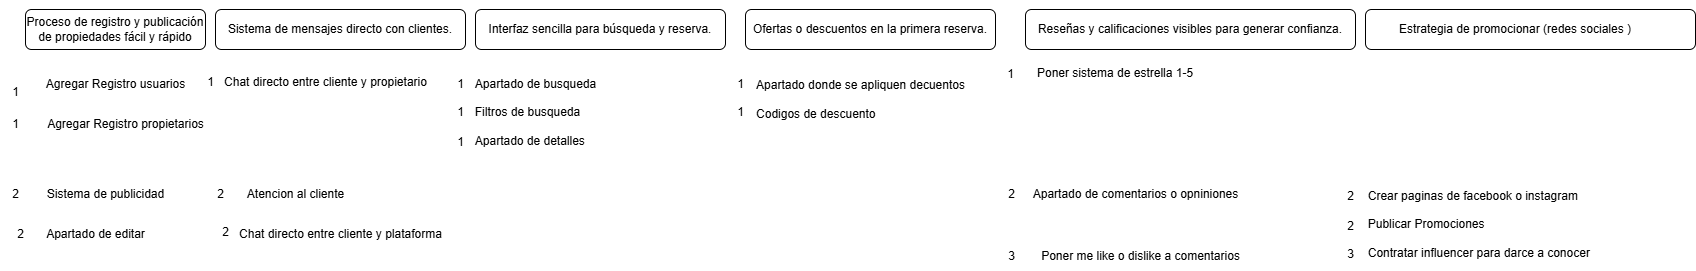 Proceso de registro y publicación
de propiedades fácil y rápido
Sistema de mensajes directo con clientes.
Interfaz sencilla para búsqueda y reserva.
Ofertas o descuentos en la primera reserva.
Reseñas y calificaciones visibles para generar confianza.
Estrategia de promocionar (redes sociales )
1 Agregar Registro usuarios
1 Chat directo entre cliente y propietario
1 Apartado de busqueda
1 Apartado donde se apliquen decuentos
1 Poner sistema de estrella 1-5
1 Agregar Registro propietarios
1 Filtros de busqueda
1 Codigos de descuento
1 Apartado de detalles
2 Sistema de publicidad
2 Atencion al cliente
2 Apartado de comentarios o opniniones
2 Crear paginas de facebook o instagram
2 Apartado de editar
2 Chat directo entre cliente y plataforma
2 Publicar Promociones
3 Poner me like o dislike a comentarios
3 Contratar influencer para darce a conocer